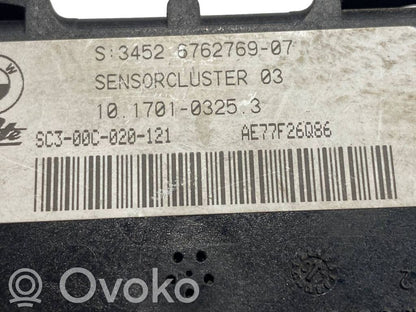 S:3452 6762769-07
SENSORCLUSTER 03
10.1701-0325.3
SC3-00C-020-121 AE77F26Q86
Ovoko